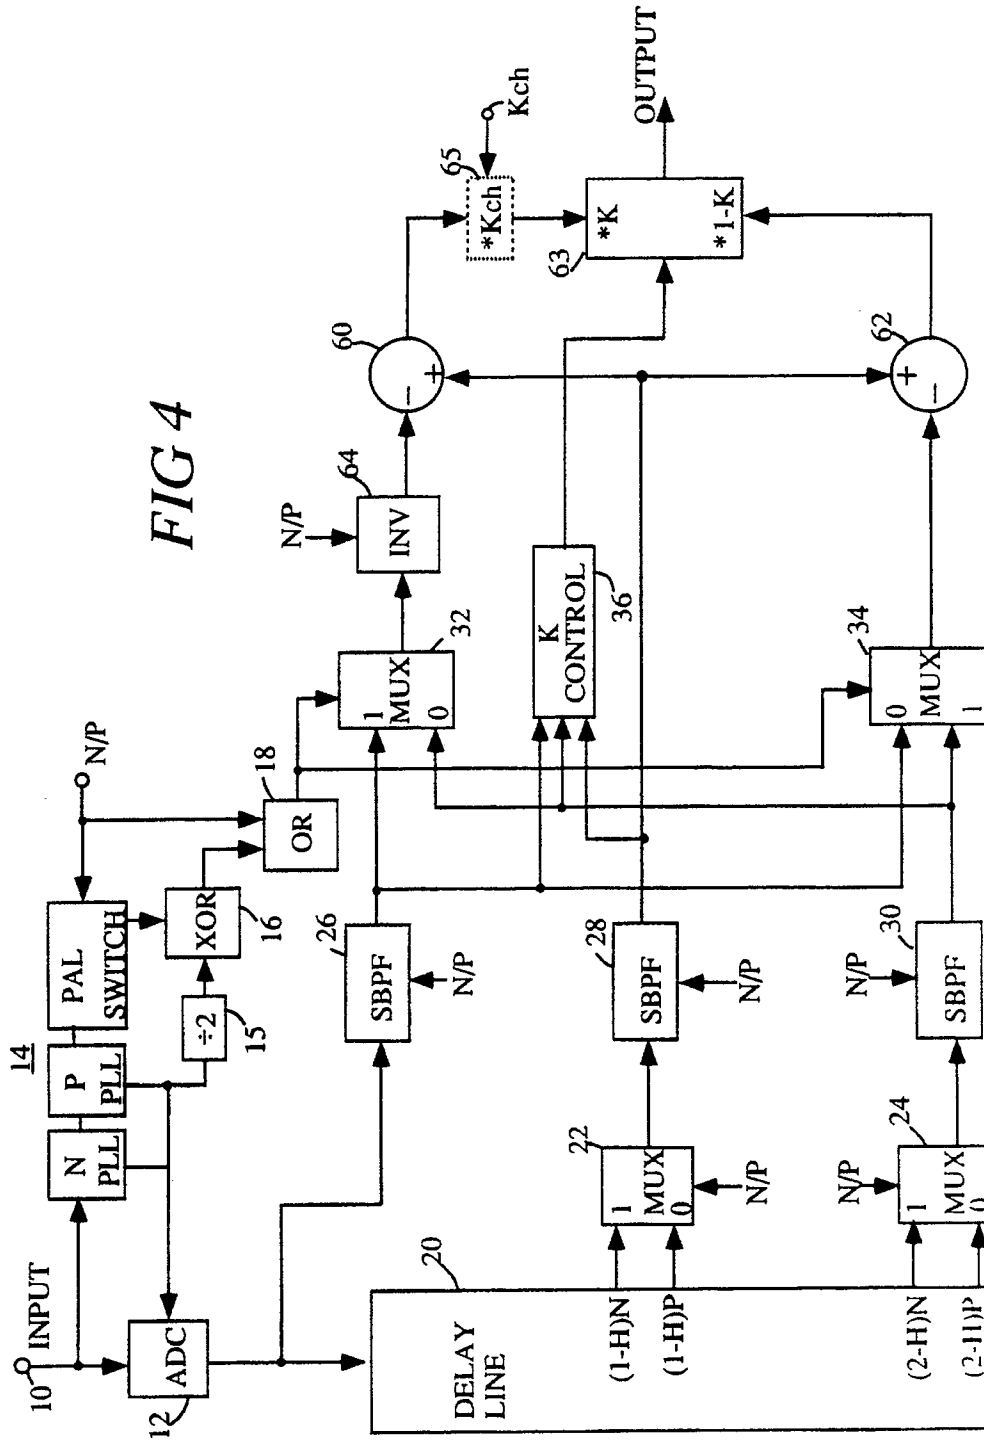 FIG 4
10
INPUT
ADC
12
14
N
PLL
P
PLL
PAL
SWITCH
N/P
÷2
15
XOR
16
OR
18
DELAY
LINE
20
(1-H)N
(1-H)P
(2-H)N
(2-H)P
1
MUX
0
22
N/P
1
MUX
0
24
N/P
SBPF
26
N/P
SBPF
28
N/P
SBPF
30
N/P
1
MUX
0
32
0
MUX
1
34
K
CONTROL
36
N/P
INV
64
−
+
60
+
−
62
*Kch
65
Kch
*K
*1-K
63
OUTPUT